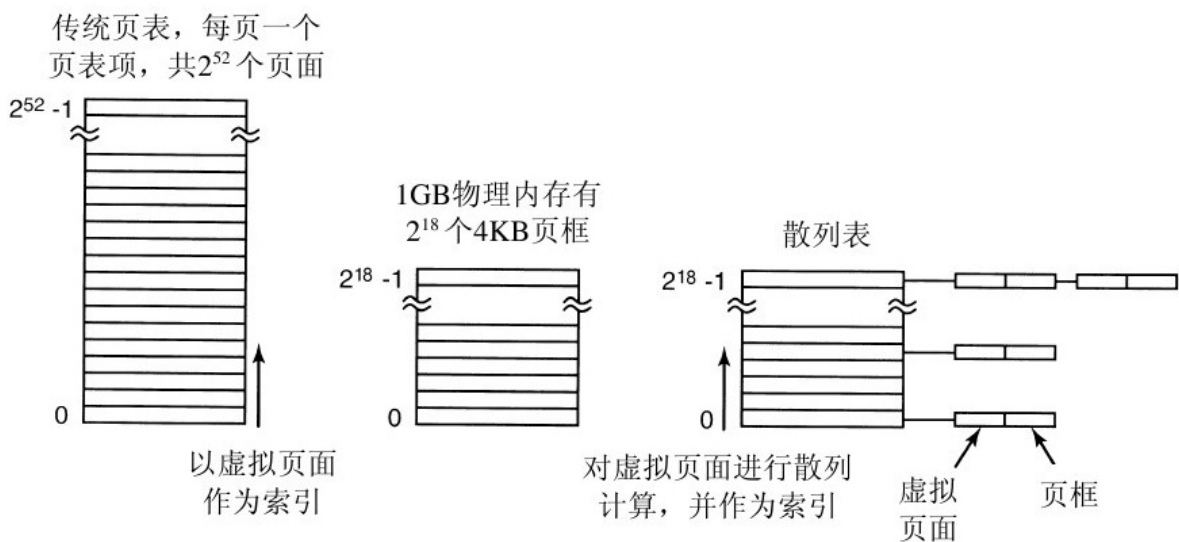 传统页表，每页一个
页表项，共2⁵² 个页面
2⁵² -1
0
以虚拟页面
作为索引
1GB物理内存有
2¹⁸ 个4KB页框
2¹⁸ -1
0
散列表
2¹⁸ -1
0
对虚拟页面进行散列
计算，并作为索引
虚拟
页面
页框